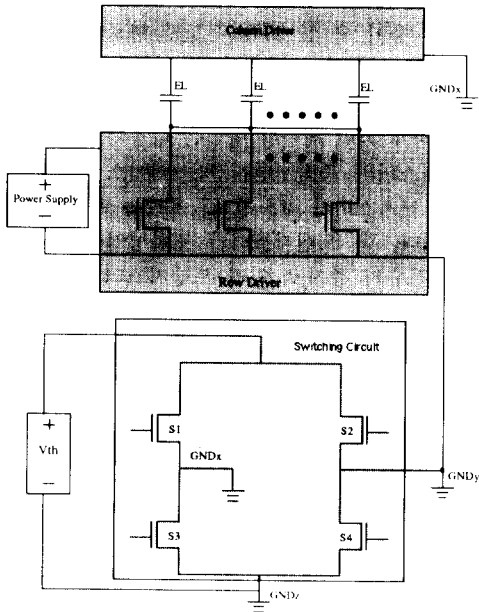 Column Driver
EL
EL
EL
GNDx
+
Power Supply
−
Row Driver
Switching Circuit
+
Vth
−
S1
S2
GNDx
GNDy
S3
S4
GNDz